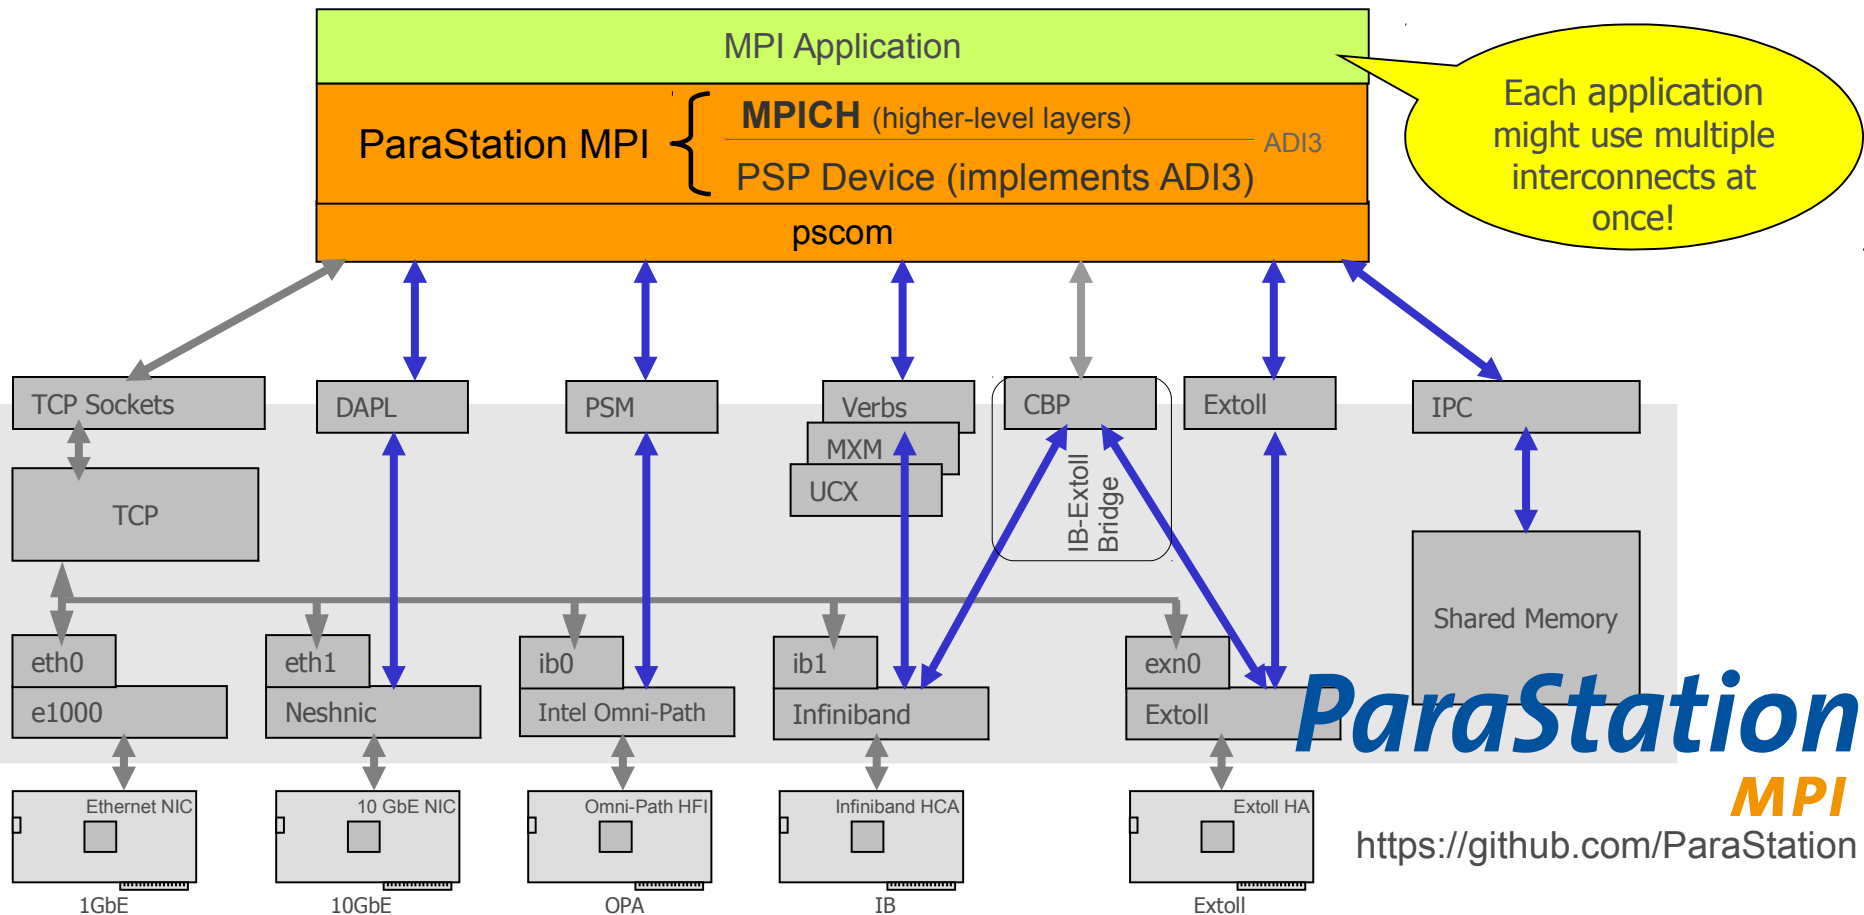 MPI Application
ParaStation MPI
MPICH (higher-level layers)
ADI3
PSP Device (implements ADI3)
pscom
Each application
might use multiple
interconnects at
once!
TCP Sockets
DAPL
PSM
Verbs
MXM
UCX
CBP
IB-Extoll
Bridge
Extoll
IPC
TCP
Shared Memory
eth0
e1000
eth1
Neshnic
ib0
Intel Omni-Path
ib1
Infiniband
exn0
Extoll
ParaStation
MPI
https://github.com/ParaStation
Ethernet NIC
10 GbE NIC
Omni-Path HFI
Infiniband HCA
Extoll HA
1GbE
10GbE
OPA
IB
Extoll